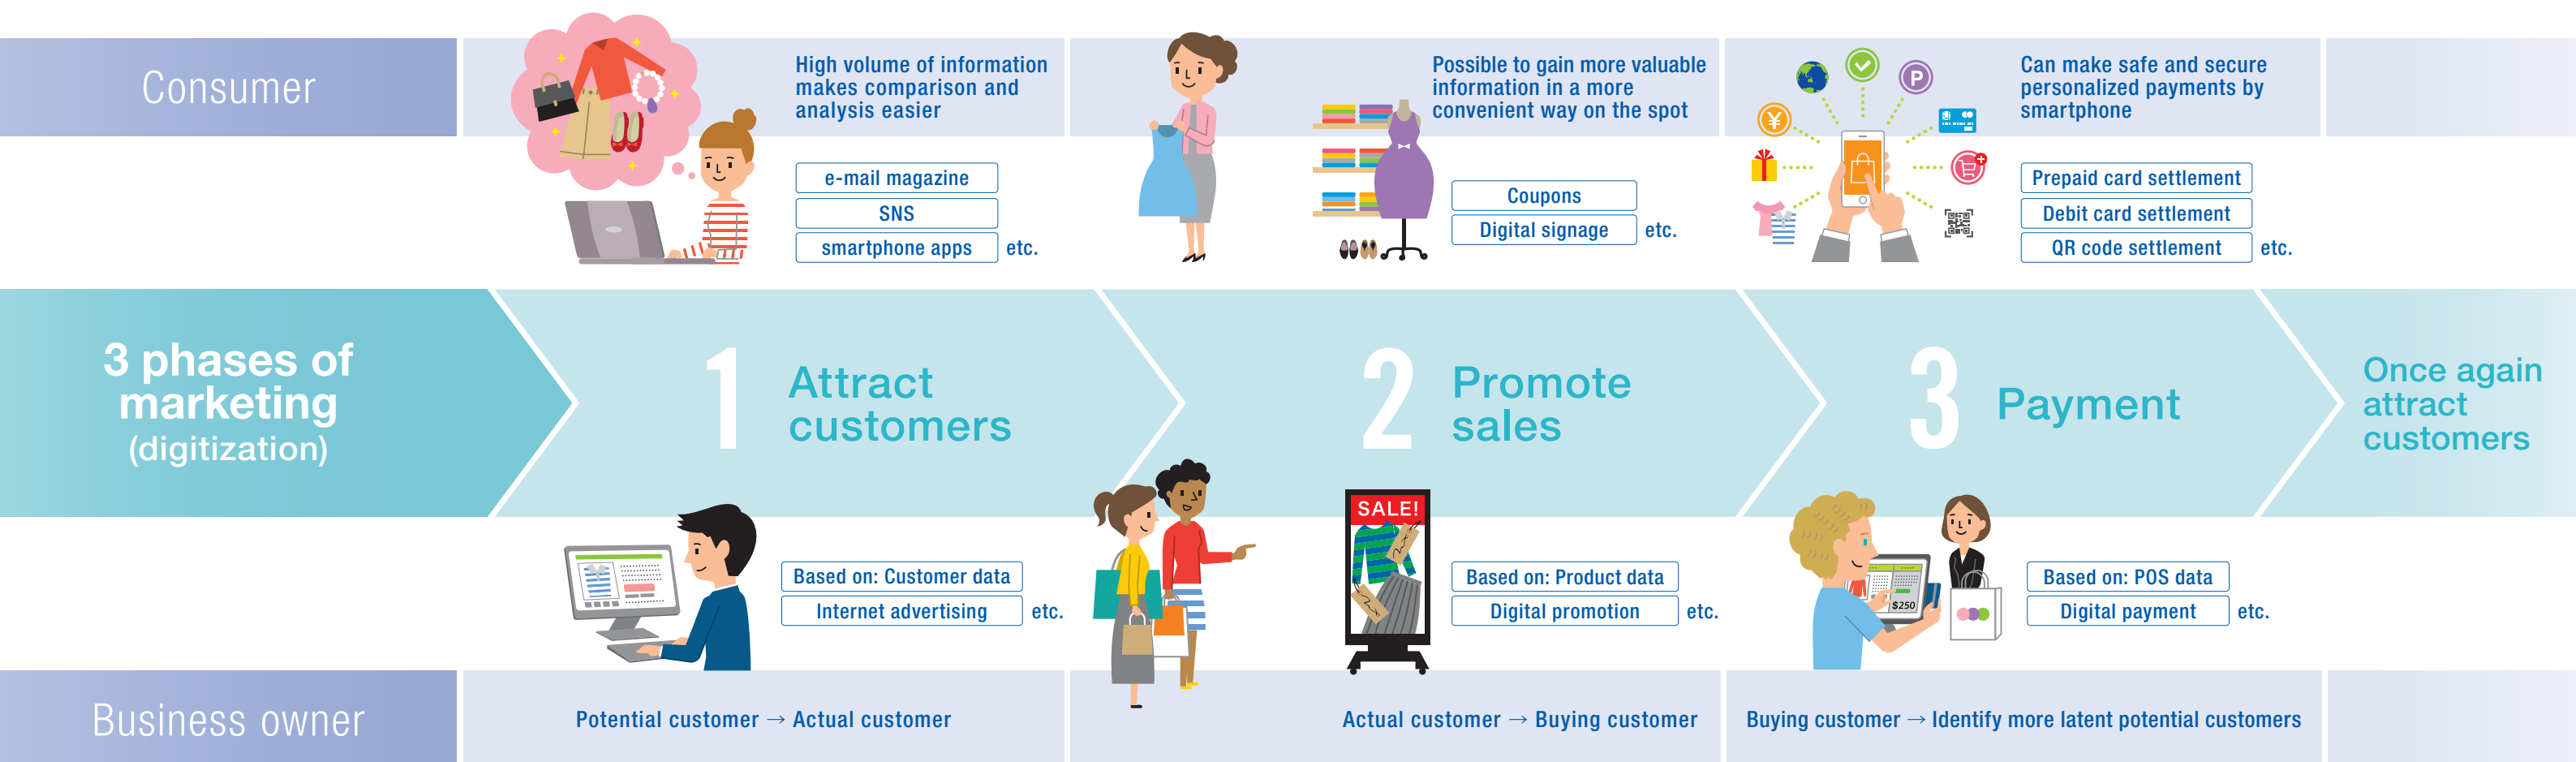 Consumer
High volume of information
makes comparison and
analysis easier
e-mail magazine
SNS
smartphone apps etc.
Possible to gain more valuable
information in a more
convenient way on the spot
Coupons
Digital signage etc.
P
¥
Can make safe and secure
personalized payments by
smartphone
Prepaid card settlement
Debit card settlement
QR code settlement etc.
3 phases of
marketing
(digitization)
1 Attract
customers
2 Promote
sales
3 Payment
Once again
attract
customers
Based on: Customer data
Internet advertising etc.
SALE!
Based on: Product data
Digital promotion etc.
$250
Based on: POS data
Digital payment etc.
Business owner
Potential customer → Actual customer
Actual customer → Buying customer
Buying customer → Identify more latent potential customers